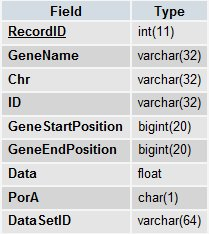 Field Type
RecordID int(11)
GeneName varchar(32)
Chr varchar(32)
ID varchar(32)
GeneStartPosition bigint(20)
GeneEndPosition bigint(20)
Data float
PorA char(1)
DataSetID varchar(64)